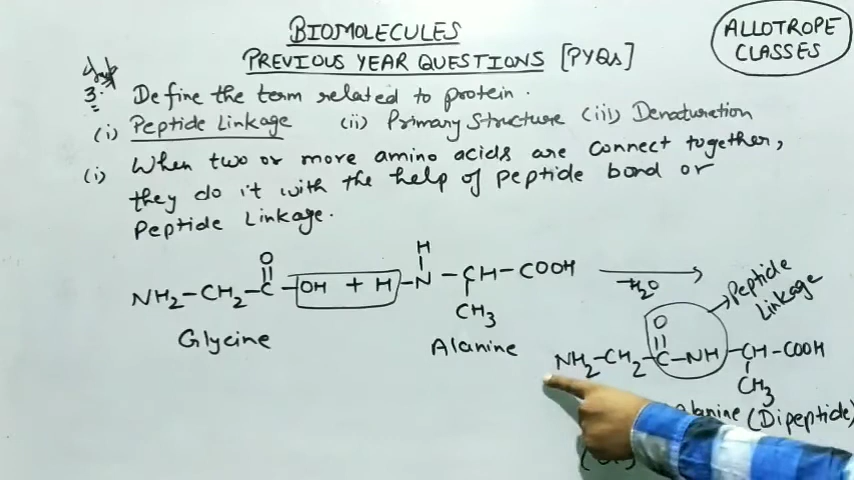 BIOMOLECULES
PREVIOUS YEAR QUESTIONS [PYQs]
ALLOTROPE
CLASSES
3. Define the term related to protein.
(i) Peptide Linkage (ii) Primary Structure (iii) Denaturation
(i) When two or more amino acids are connect together,
they do it with the help of peptide bond or
Peptide Linkage.
O
H
NH2-CH2-C-OH + H-N-CH-COOH
CH3
-H2O
Glycine
Alanine
Peptide
Linkage
O
NH2-CH2-C-NH-CH-COOH
CH3
alanine (Dipeptide)